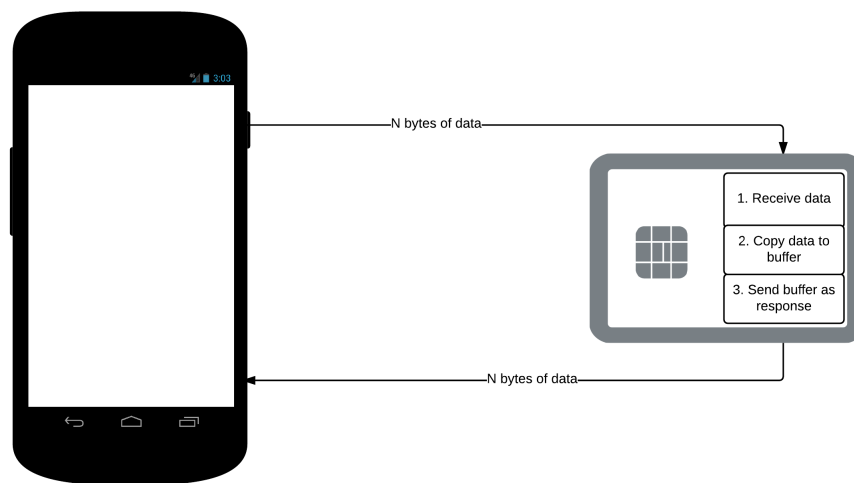 4G 3:03
N bytes of data
1. Receive data
2. Copy data to
buffer
3. Send buffer as
response
N bytes of data